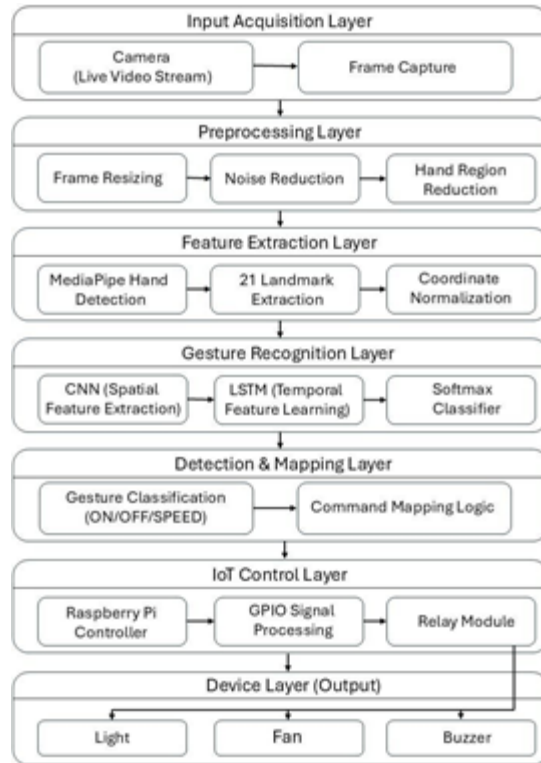 Input Acquisition Layer
Camera
(Live Video Stream)
Frame Capture
Preprocessing Layer
Frame Resizing
Noise Reduction
Hand Region
Reduction
Feature Extraction Layer
MediaPipe Hand
Detection
21 Landmark
Extraction
Coordinate
Normalization
Gesture Recognition Layer
CNN (Spatial
Feature Extraction)
LSTM (Temporal
Feature Learning)
Softmax
Classifier
Detection & Mapping Layer
Gesture Classification
(ON/OFF/SPEED)
Command Mapping Logic
IoT Control Layer
Raspberry Pi
Controller
GPIO Signal
Processing
Relay Module
Device Layer (Output)
Light
Fan
Buzzer